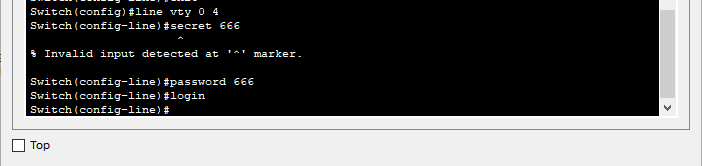 Switch(config)#line vty 0 4
Switch(config-line)#secret 666
^
% Invalid input detected at '^' marker.
Switch(config-line)#password 666
Switch(config-line)#login
Switch(config-line)#
Top